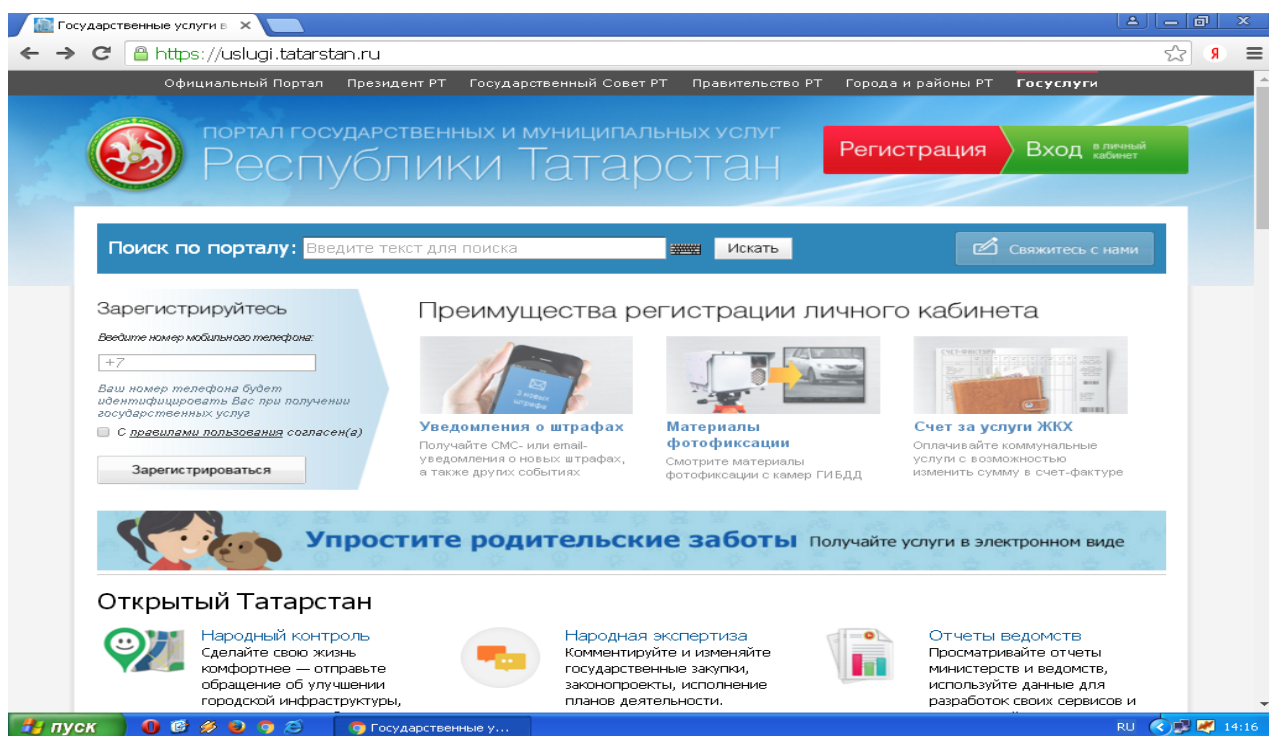 Государственные услуги в
https://uslugi.tatarstan.ru
Я
Официальный Портал Президент РТ Государственный Совет РТ Правительство РТ Города и районы РТ Госуслуги
ПОРТАЛ ГОСУДАРСТВЕННЫХ И МУНИЦИПАЛЬНЫХ УСЛУГ
Республики Татарстан
Регистрация
Вход в личный кабинет
Поиск по порталу: Введите текст для поиска Искать
Свяжитесь с нами
Зарегистрируйтесь
Введите номер мобильного телефона:
+7
Ваш номер телефона будет
идентифицировать Вас при получении
государственных услуг
С правилами пользования согласен(а)
Зарегистрироваться
Преимущества регистрации личного кабинета
3 новых
штрафа
Уведомления о штрафах
Получайте СМС- или email-
уведомления о новых штрафах,
а также других событиях
Материалы
фотофиксации
Смотрите материалы
фотофиксации с камер ГИБДД
СЧЕТ-ФАКТУРА
Счет за услуги ЖКХ
Оплачивайте коммунальные
услуги с возможностью
изменить сумму в счет-фактуре
Упростите родительские заботы Получайте услуги в электронном виде
Открытый Татарстан
Народный контроль
Сделайте свою жизнь
комфортнее — отправьте
обращение об улучшении
городской инфраструктуры,
Народная экспертиза
Комментируйте и изменяйте
государственные закупки,
законопроекты, исполнение
планов деятельности.
Отчеты ведомств
Просматривайте отчеты
министерств и ведомств,
используйте данные для
разработок своих сервисов и
пуск
Государственные у...
RU
14:16